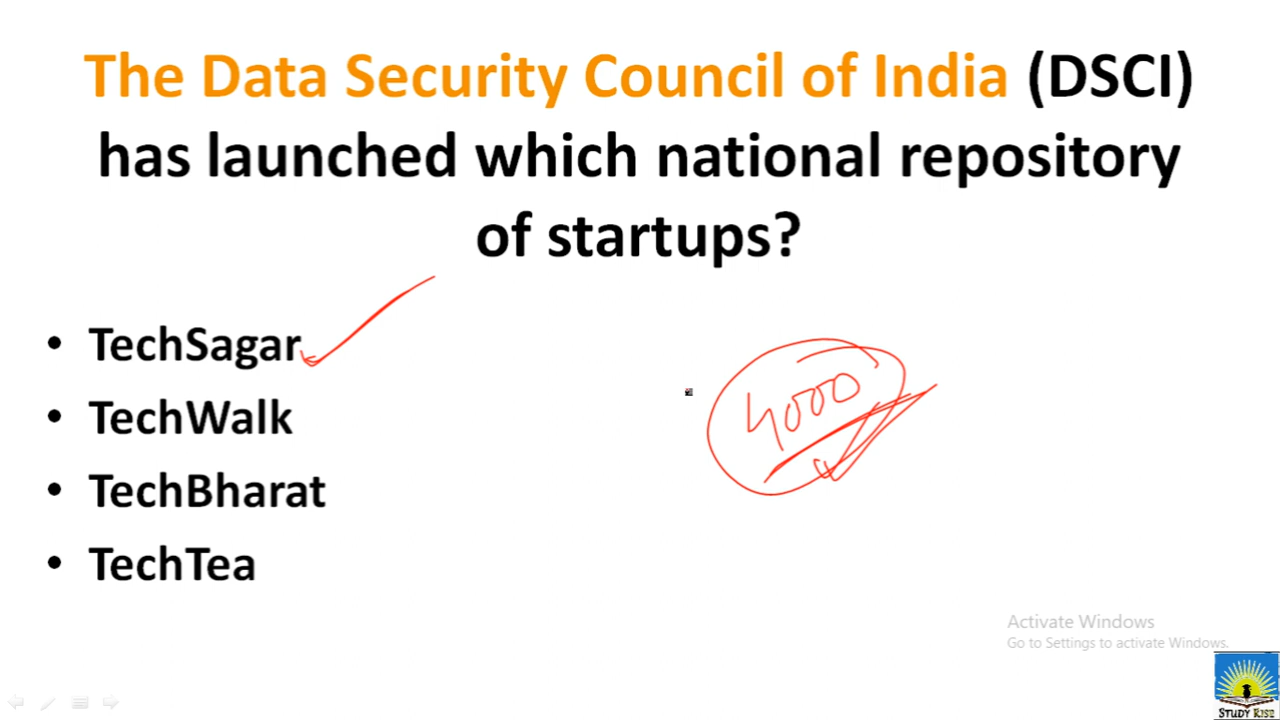 The Data Security Council of India (DSCI)
has launched which national repository
of startups?
• TechSagar
• TechWalk
• TechBharat
• TechTea
4000
Activate Windows
Go to Settings to activate Windows.
STUDY RISE